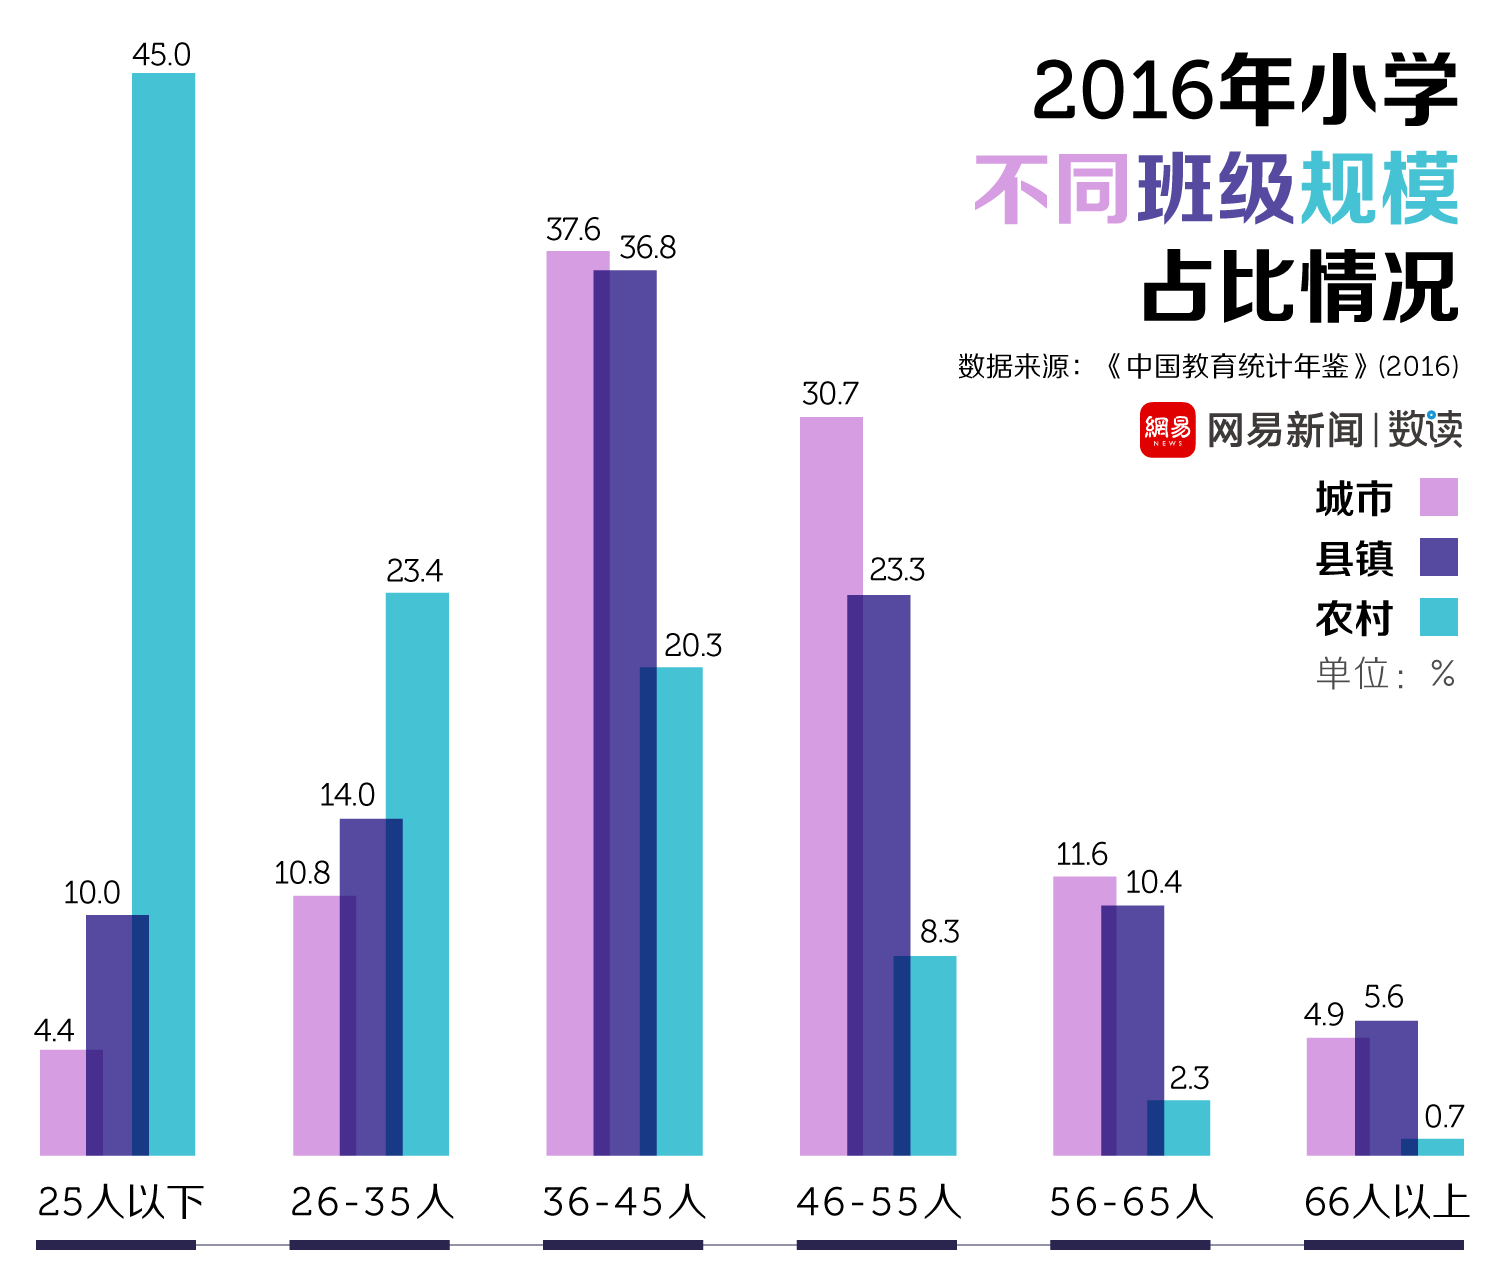 2016年小学
不同班级规模
占比情况
数据来源：《中国教育统计年鉴》(2016)
網易
NEWS
网易新闻 | 数读
城市
县镇
农村
单位：%
4.4
10.0
45.0
10.8
14.0
23.4
37.6
36.8
20.3
30.7
23.3
8.3
11.6
10.4
2.3
4.9
5.6
0.7
25人以下
26-35人
36-45人
46-55人
56-65人
66人以上